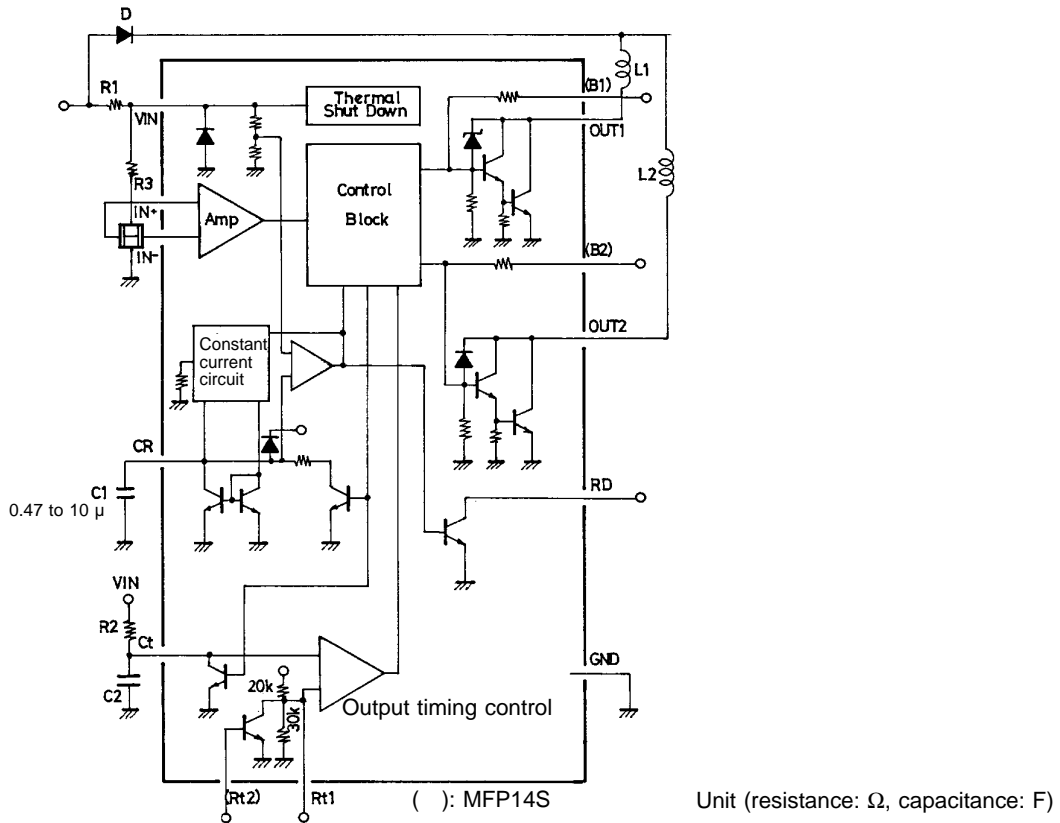 D
L1
R1
(B1)
VIN
Thermal
Shut Down
OUT1
L2
R3
IN+
Amp
Control
Block
IN-
(B2)
OUT2
Constant
current
circuit
CR
C1
0.47 to 10 µ
RD
VIN
R2
Ct
C2
GND
20k
30k
Output timing control
(Rt2)
Rt1
( ): MFP14S
Unit (resistance: Ω, capacitance: F)